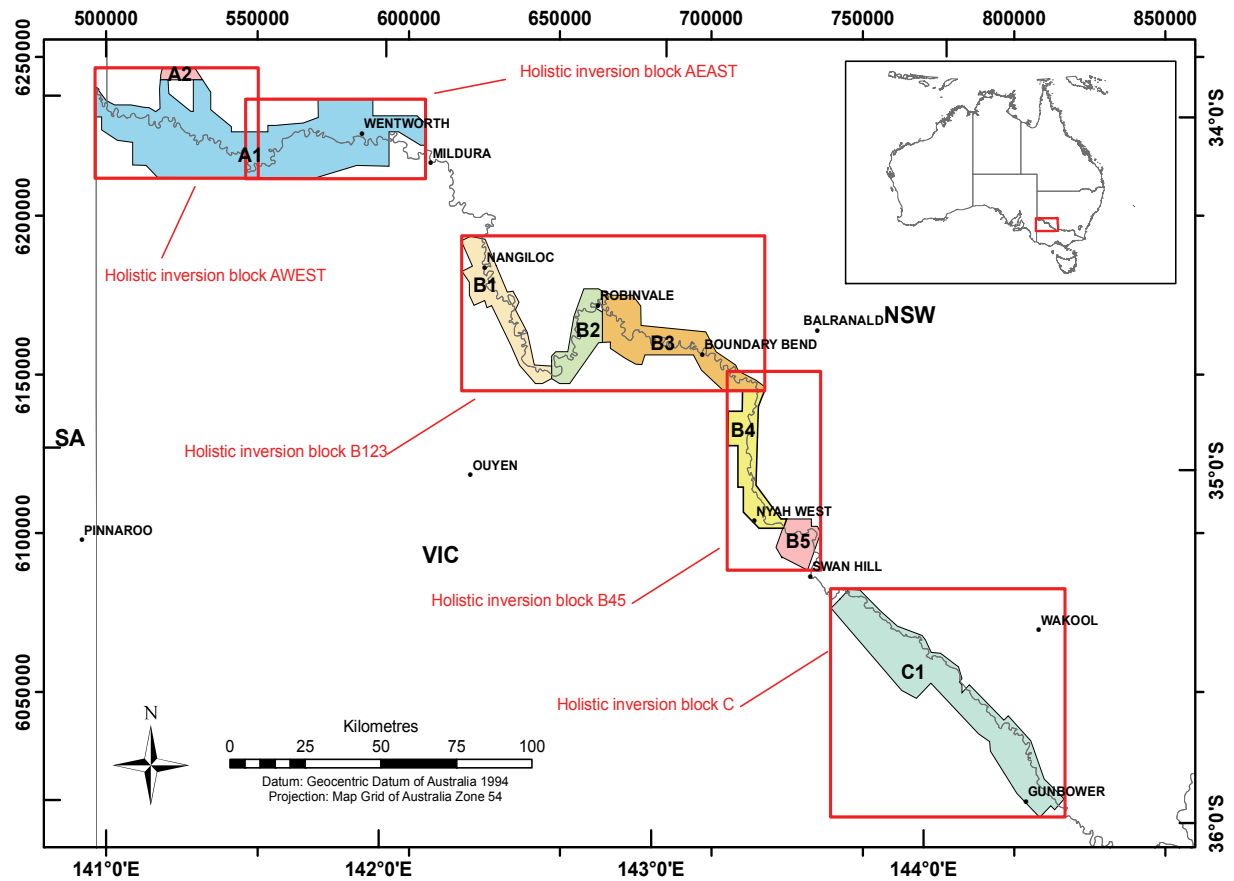 500000 550000 600000 650000 700000 750000 800000 850000
6250000
6200000
6150000
6100000
6050000
34°0'S
35°0'S
36°0'S
Holistic inversion block AEAST
A2
WENTWORTH
A1
MILDURA
Holistic inversion block AWEST
NANGILOC
B1
ROBINVALE
B2
B3
BOUNDARY BEND
BALRANALD
NSW
B4
SA
Holistic inversion block B123
OUYEN
NYAH WEST
PINNAROO
VIC
B5
SWAN HILL
Holistic inversion block B45
WAKOOL
C1
Holistic inversion block C
GUNBOWER
N
Kilometres
0 25 50 75 100
Datum: Geocentric Datum of Australia 1994
Projection: Map Grid of Australia Zone 54
141°0'E 142°0'E 143°0'E 144°0'E